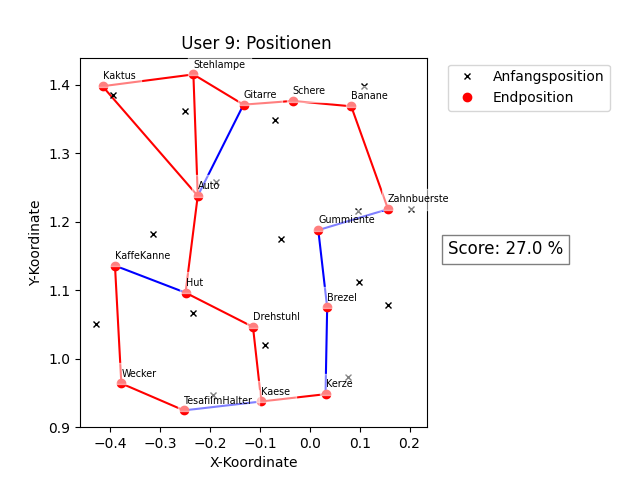 User 9: Positionen
Anfangsposition
Endposition
Score: 27.0 %
Y-Koordinate
1.4
1.3
1.2
1.1
1.0
0.9
Kaktus
Stehlampe
Gitarre
Schere
Banane
Auto
Zahnbuerste
Gummiente
KaffeKanne
Hut
Brezel
Drehstuhl
Wecker
TesafilmHalter
Kaese
Kerze
−0.4
−0.3
−0.2
−0.1
0.0
0.1
0.2
X-Koordinate